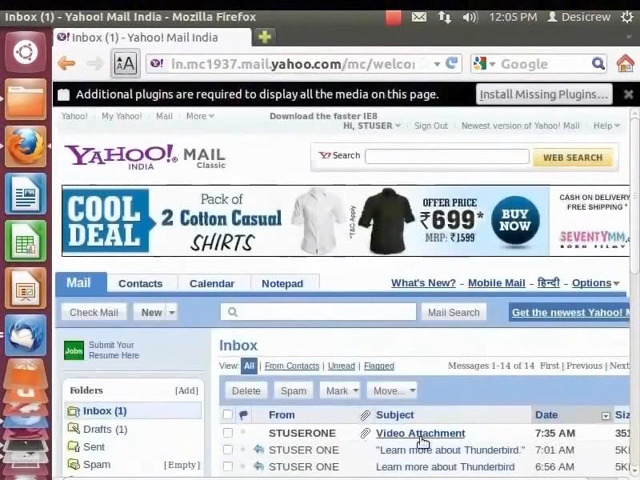 Inbox (1) - Yahoo! Mail India - Mozilla Firefox 12:05 PM Desicrew
Inbox (1) - Yahoo! Mail India
in.mc1937.mail.yahoo.com/mc/welcor Google
Additional plugins are required to display all the media on this page. Install Missing Plugins...
Yahoo! My Yahoo! Mail More Download the faster IE8
Hi, STUSER Sign Out Newest version of Yahoo! Mail Help
YAHOO! MAIL
INDIA Classic
Y! Search WEB SEARCH
COOL DEAL
Pack of
2 Cotton Casual
SHIRTS
*T&C Apply
OFFER PRICE
₹699*
MRP: ₹1599
BUY NOW
CASH ON DELIVERY
FREE SHIPPING*
SEVENTYMM
Mail Contacts Calendar Notepad What's New? - Mobile Mail - हिन्दी - Options
Check Mail New Mail Search Get the newest Yahoo! M
Jobs Submit Your Resume Here
Inbox
View: All | From Contacts | Unread | Flagged Messages 1-14 of 14 First | Previous | Next
Delete Spam Mark Move...
Folders [Add]
From Subject Date Siz
Inbox (1)
STUSERONE Video Attachment 7:35 AM 351
Drafts (1)
STUSER ONE "Learn more about Thunderbird." 7:01 AM 5K
Sent
STUSER ONE Learn more about Thunderbird 6:56 AM 5K
Spam [Empty]